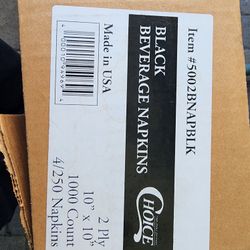 Item #5002BNAPBLK
BLACK
BEVERAGE NAPKINS
CHOICE
Made in USA
2 Ply
10" x 10"
1000 Count
4/250 Napkins